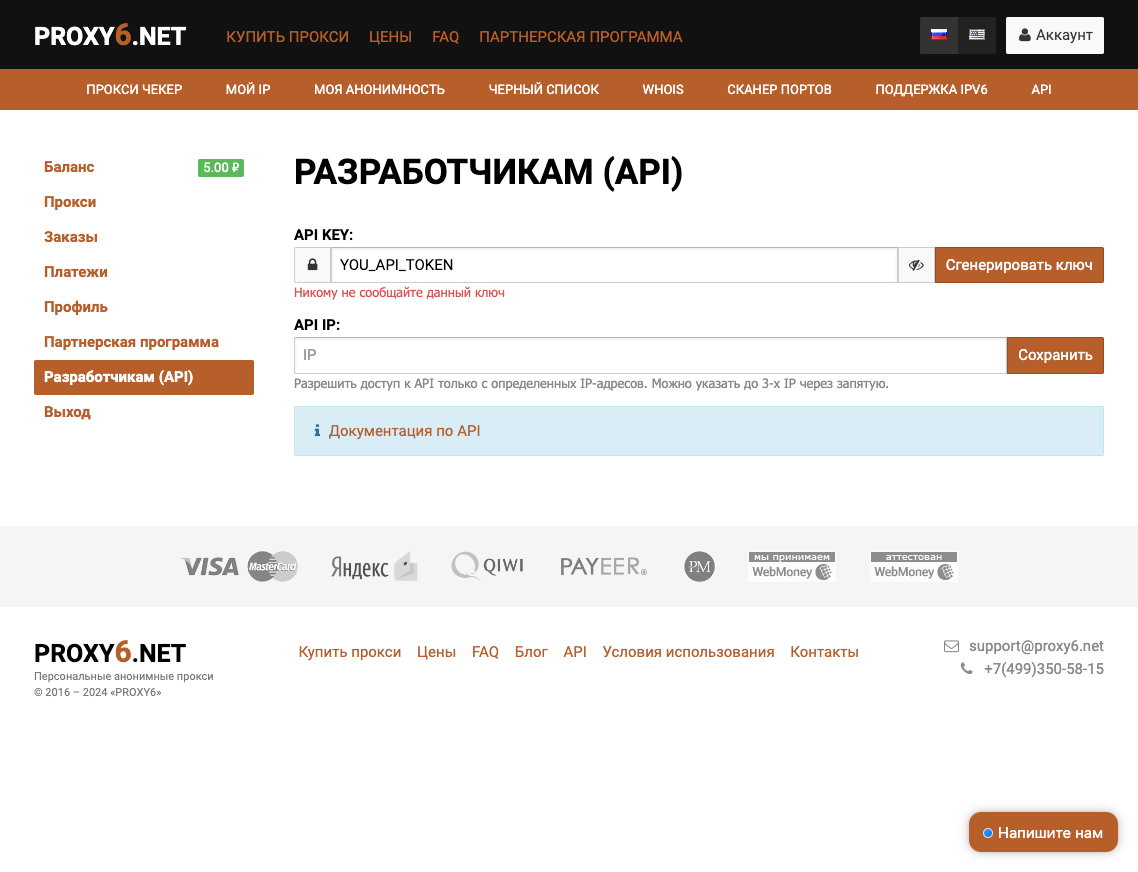 PROXY6.NET
КУПИТЬ ПРОКСИ ЦЕНЫ FAQ ПАРТНЕРСКАЯ ПРОГРАММА
Аккаунт
ПРОКСИ ЧЕКЕР МОЙ IP МОЯ АНОНИМНОСТЬ ЧЕРНЫЙ СПИСОК WHOIS СКАНЕР ПОРТОВ ПОДДЕРЖКА IPV6 API
Баланс 5.00 ₽
Прокси
Заказы
Платежи
Профиль
Партнерская программа
Разработчикам (API)
Выход
РАЗРАБОТЧИКАМ (API)
API KEY:
YOU_API_TOKEN Сгенерировать ключ
Никому не сообщайте данный ключ
API IP:
IP Сохранить
Разрешить доступ к API только с определенных IP-адресов. Можно указать до 3-х IP через запятую.
Документация по API
VISA MasterCard Яндекс QIWI PAYEER® PM мы принимаем WebMoney аттестован WebMoney
PROXY6.NET
Персональные анонимные прокси
© 2016 – 2024 «PROXY6»
Купить прокси Цены FAQ Блог API Условия использования Контакты
support@proxy6.net
+7(499)350-58-15
Напишите нам